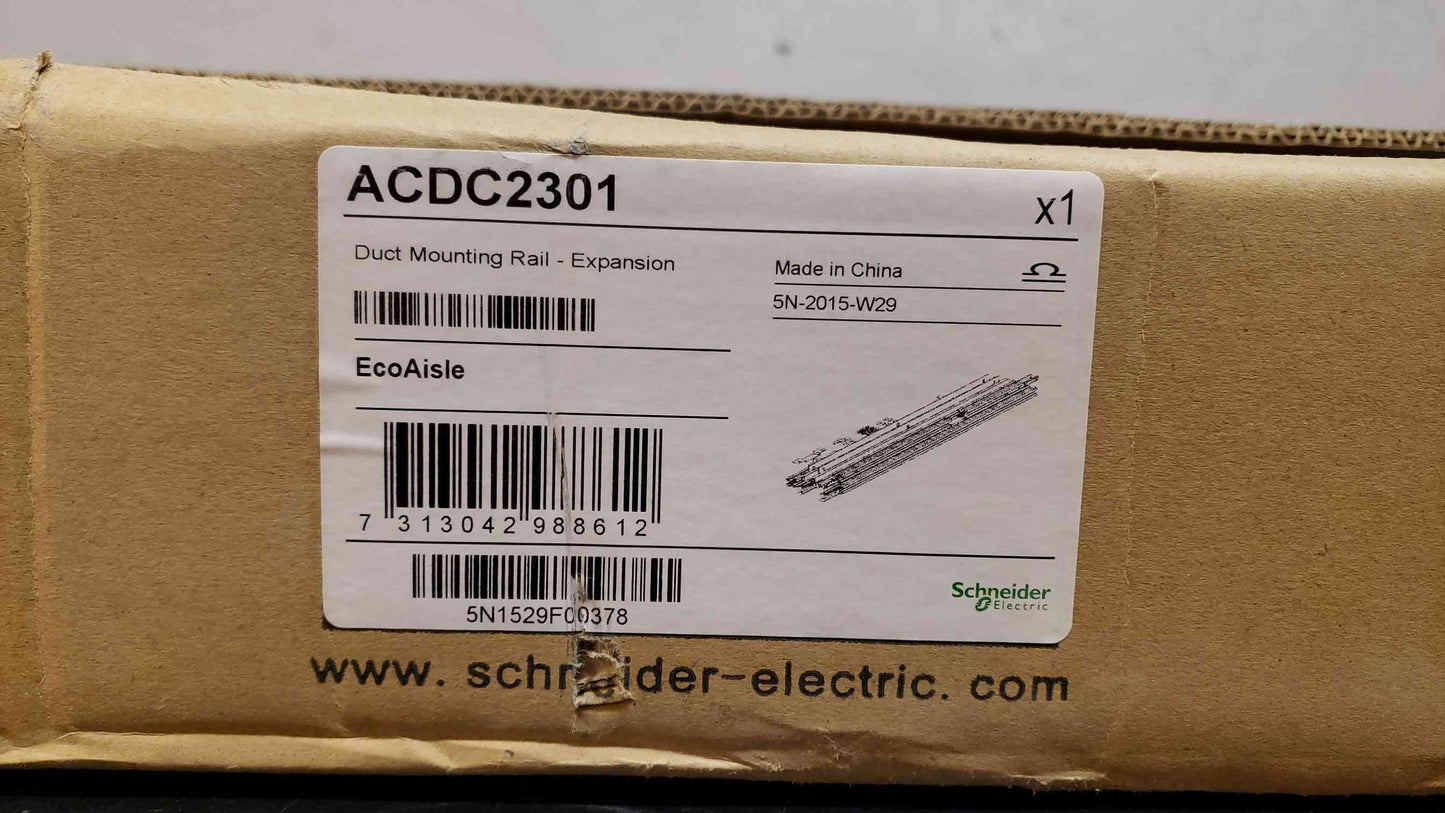 ACDC2301
x1
Duct Mounting Rail - Expansion
Made in China
5N-2015-W29
EcoAisle
7 313042 988612
5N1529F00378
Schneider
Electric
www.schneider-electric.com